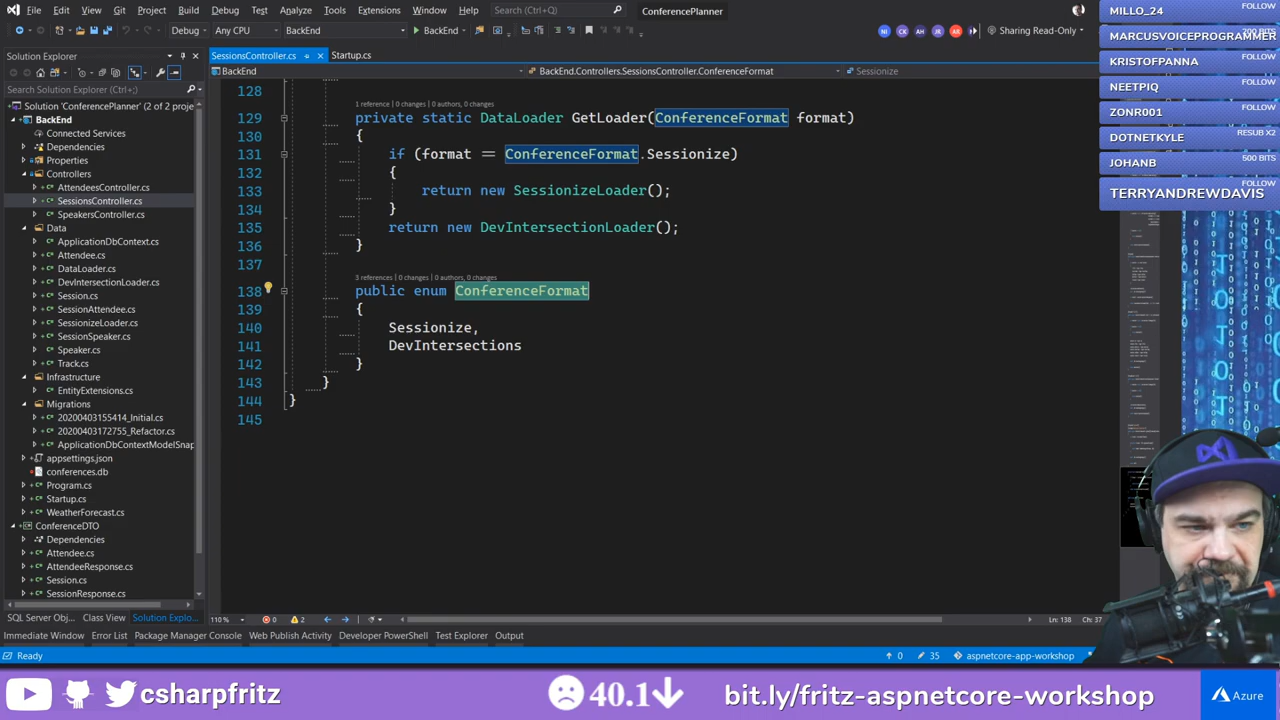 File Edit View Git Project Build Debug Test Analyze Tools Extensions Window Help Search (Ctrl+;) ConferencePlanner
Debug Any CPU BackEnd BackEnd NI CK AH JR AR Sharing Read-Only
Solution Explorer
Search Solution Explorer (Ctrl+;)
Solution 'ConferencePlanner' (2 of 2 proje
BackEnd
Connected Services
Dependencies
Properties
Controllers
AttendeesController.cs
SessionsController.cs
SpeakersController.cs
Data
ApplicationDbContext.cs
Attendee.cs
DataLoader.cs
DevIntersectionLoader.cs
Session.cs
SessionAttendee.cs
SessionizeLoader.cs
SessionSpeaker.cs
Speaker.cs
Track.cs
Infrastructure
EntityExtensions.cs
Migrations
20200403155414_Initial.cs
20200403172755_Refactor.cs
ApplicationDbContextModelSnap
appsettings.json
conferences.db
Program.cs
Startup.cs
WeatherForecast.cs
ConferenceDTO
Dependencies
Attendee.cs
AttendeeResponse.cs
Session.cs
SessionResponse.cs
SQL Server Obj... Class View Solution Explo...
SessionsController.cs Startup.cs
BackEnd BackEnd.Controllers.SessionsController.ConferenceFormat Sessionize
128
1 reference | 0 changes | 0 authors, 0 changes
129 private static DataLoader GetLoader(ConferenceFormat format)
130 {
131 if (format == ConferenceFormat.Sessionize)
132 {
133 return new SessionizeLoader();
134 }
135 return new DevIntersectionLoader();
136 }
137
3 references | 0 changes | 0 authors, 0 changes
138 public enum ConferenceFormat
139 {
140 Sessionize,
141 DevIntersections
142 }
143 }
144 }
145
110 % 0 2 Ln: 138 Ch: 37
Immediate Window Error List Package Manager Console Web Publish Activity Developer PowerShell Test Explorer Output
Ready 0 35 aspnetcore-app-workshop
MILLO_24 FOLLOW
MARCUSVOICEPROGRAMMER 200 BITS
KRISTOFPANNA FOLLOW
NEETPIQ FOLLOW
ZONR001 FOLLOW
DOTNETKYLE RESUB X2
JOHANB 500 BITS
TERRYANDREWDAVIS FOLLOW
csharpfritz 40.1 bit.ly/fritz-aspnetcore-workshop Azure